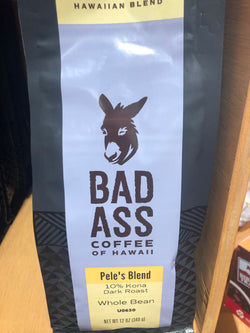 HAWAIIAN BLEND
BAD
ASS
COFFEE
OF HAWAII
Pele's Blend
10% Kona
Dark Roast
Whole Bean
U0630
NET WT 12 OZ (340 g)